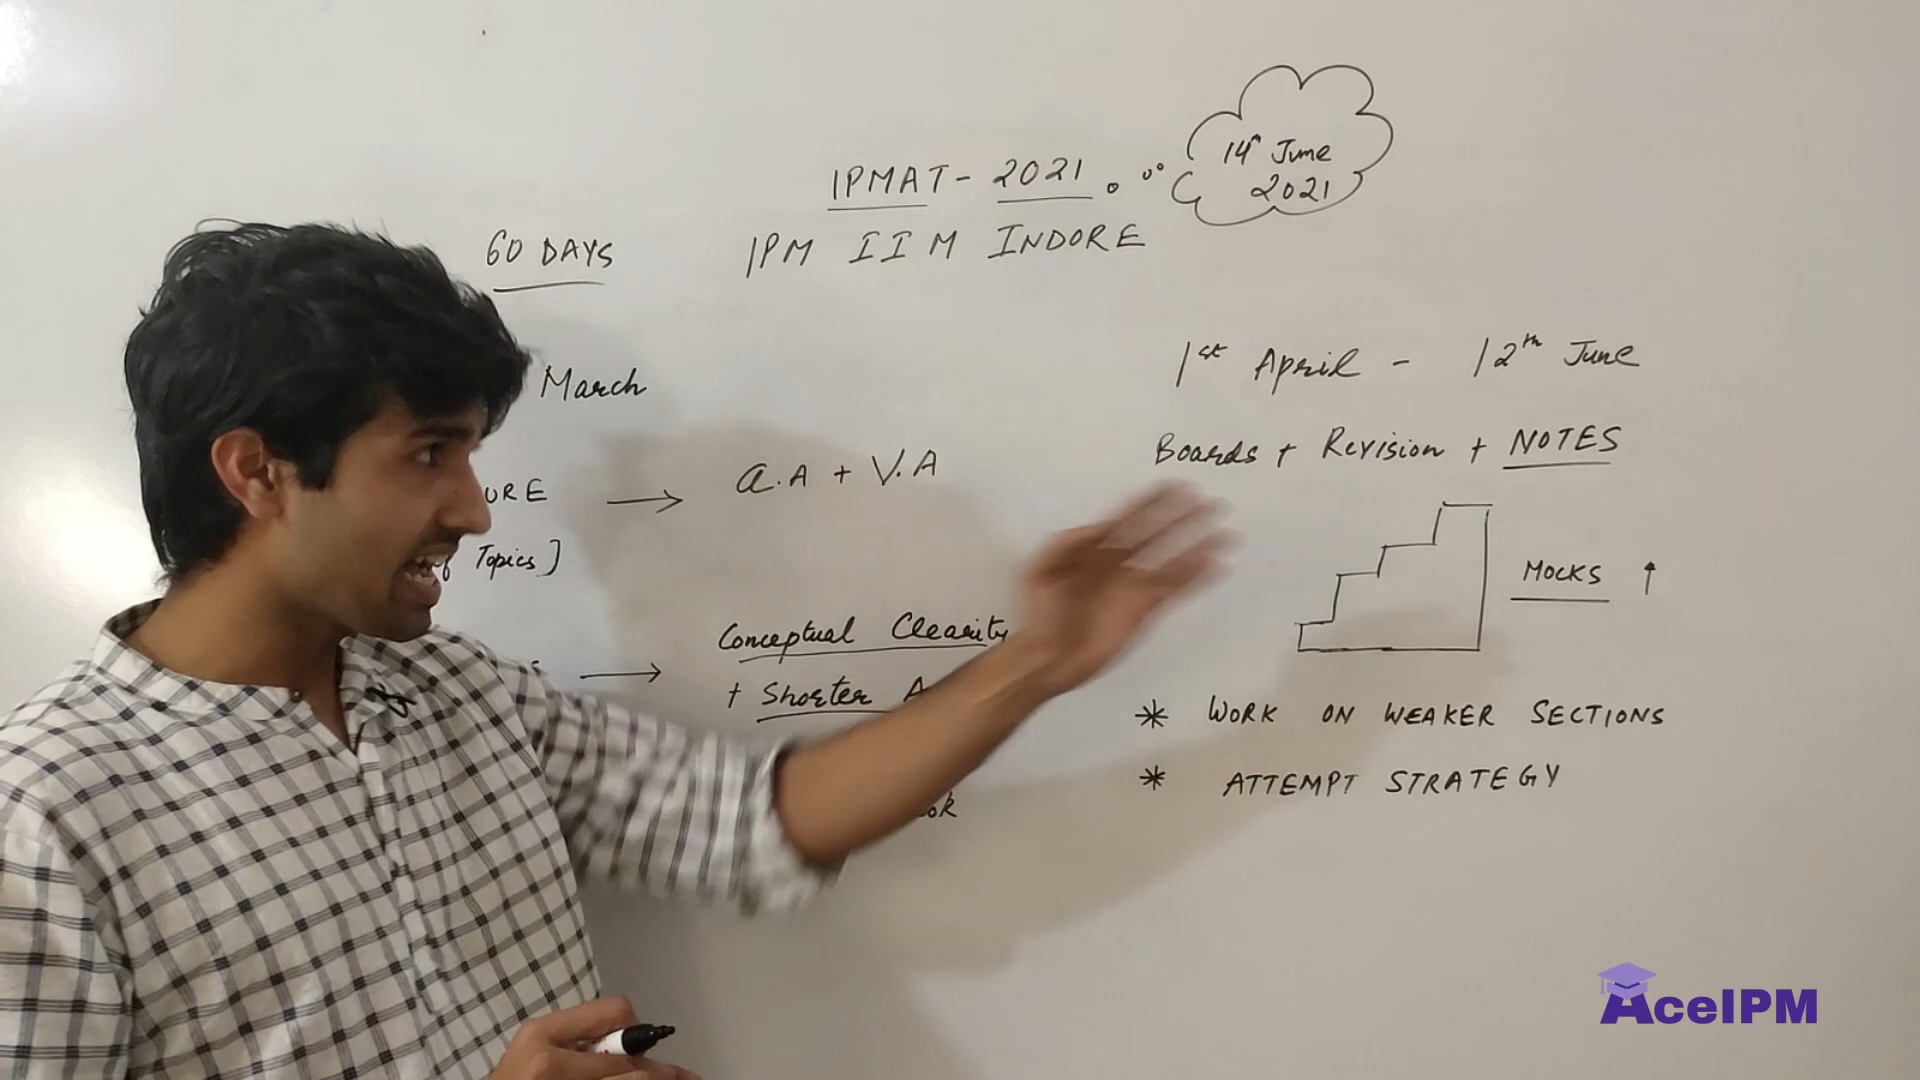 14th June
2021
IPMAT - 2021
60 DAYS
IPM IIM INDORE
March
1st April - 12th June
Boards + Revision + NOTES
URE → Q.A + V.A
Topics]
MOCKS ↑
Conceptual Clearity
+ Shorter
* WORK ON WEAKER SECTIONS
* ATTEMPT STRATEGY
AceIPM